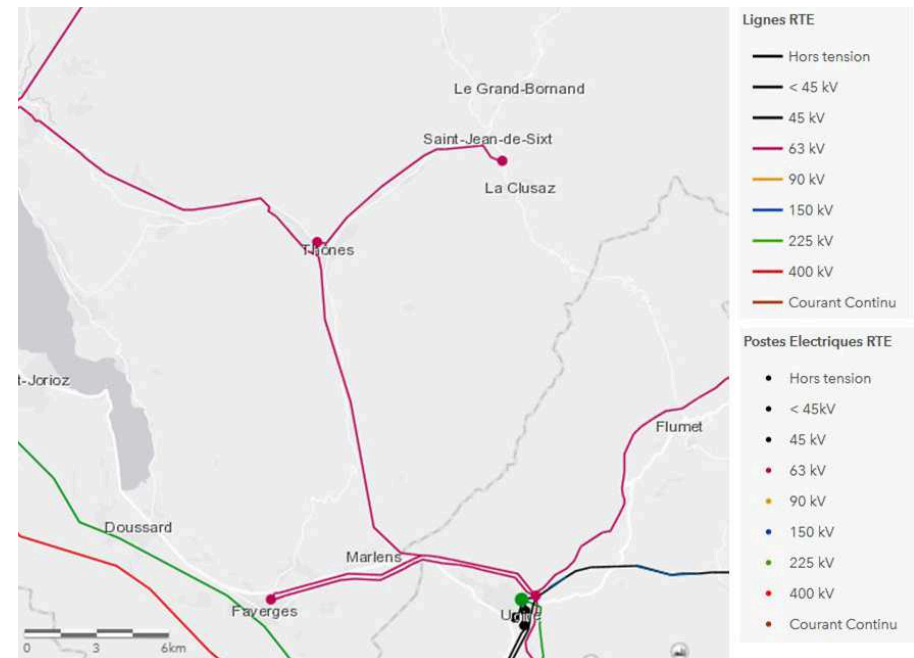 Le Grand-Bornand
Saint-Jean-de-Sixt
La Clusaz
Thônes
t-Jorioz
Flumet
Doussard
Marlens
Faverges
Ugine
0 3 6km
Lignes RTE
Hors tension
< 45 kV
45 kV
63 kV
90 kV
150 kV
225 kV
400 kV
Courant Continu
Postes Electriques RTE
Hors tension
< 45kV
45 kV
63 kV
90 kV
150 kV
225 kV
400 kV
Courant Continu